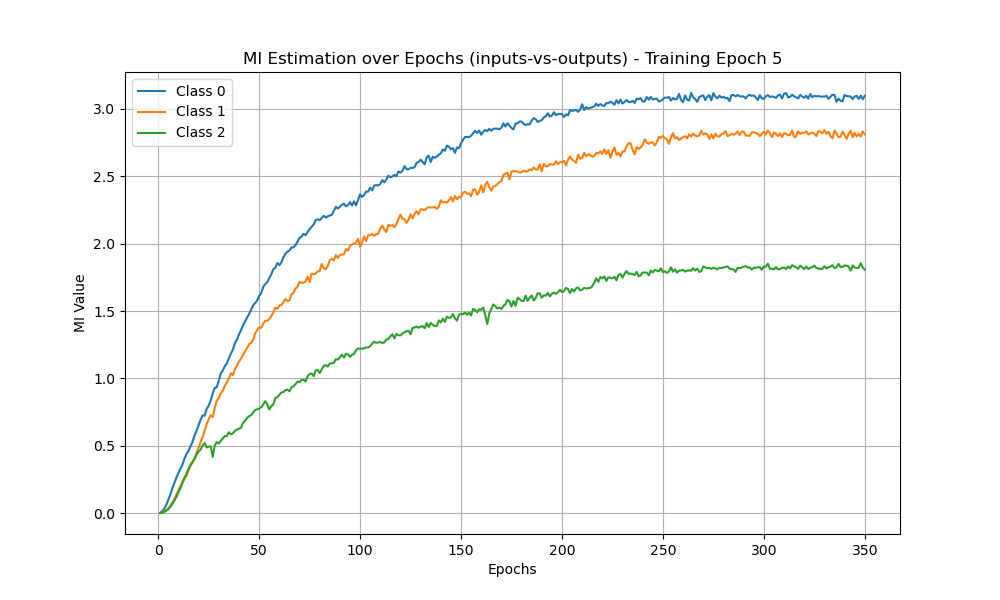 MI Estimation over Epochs (inputs-vs-outputs) - Training Epoch 5
Class 0
Class 1
Class 2
3.0
2.5
2.0
1.5
1.0
0.5
0.0
MI Value
0
50
100
150
200
250
300
350
Epochs